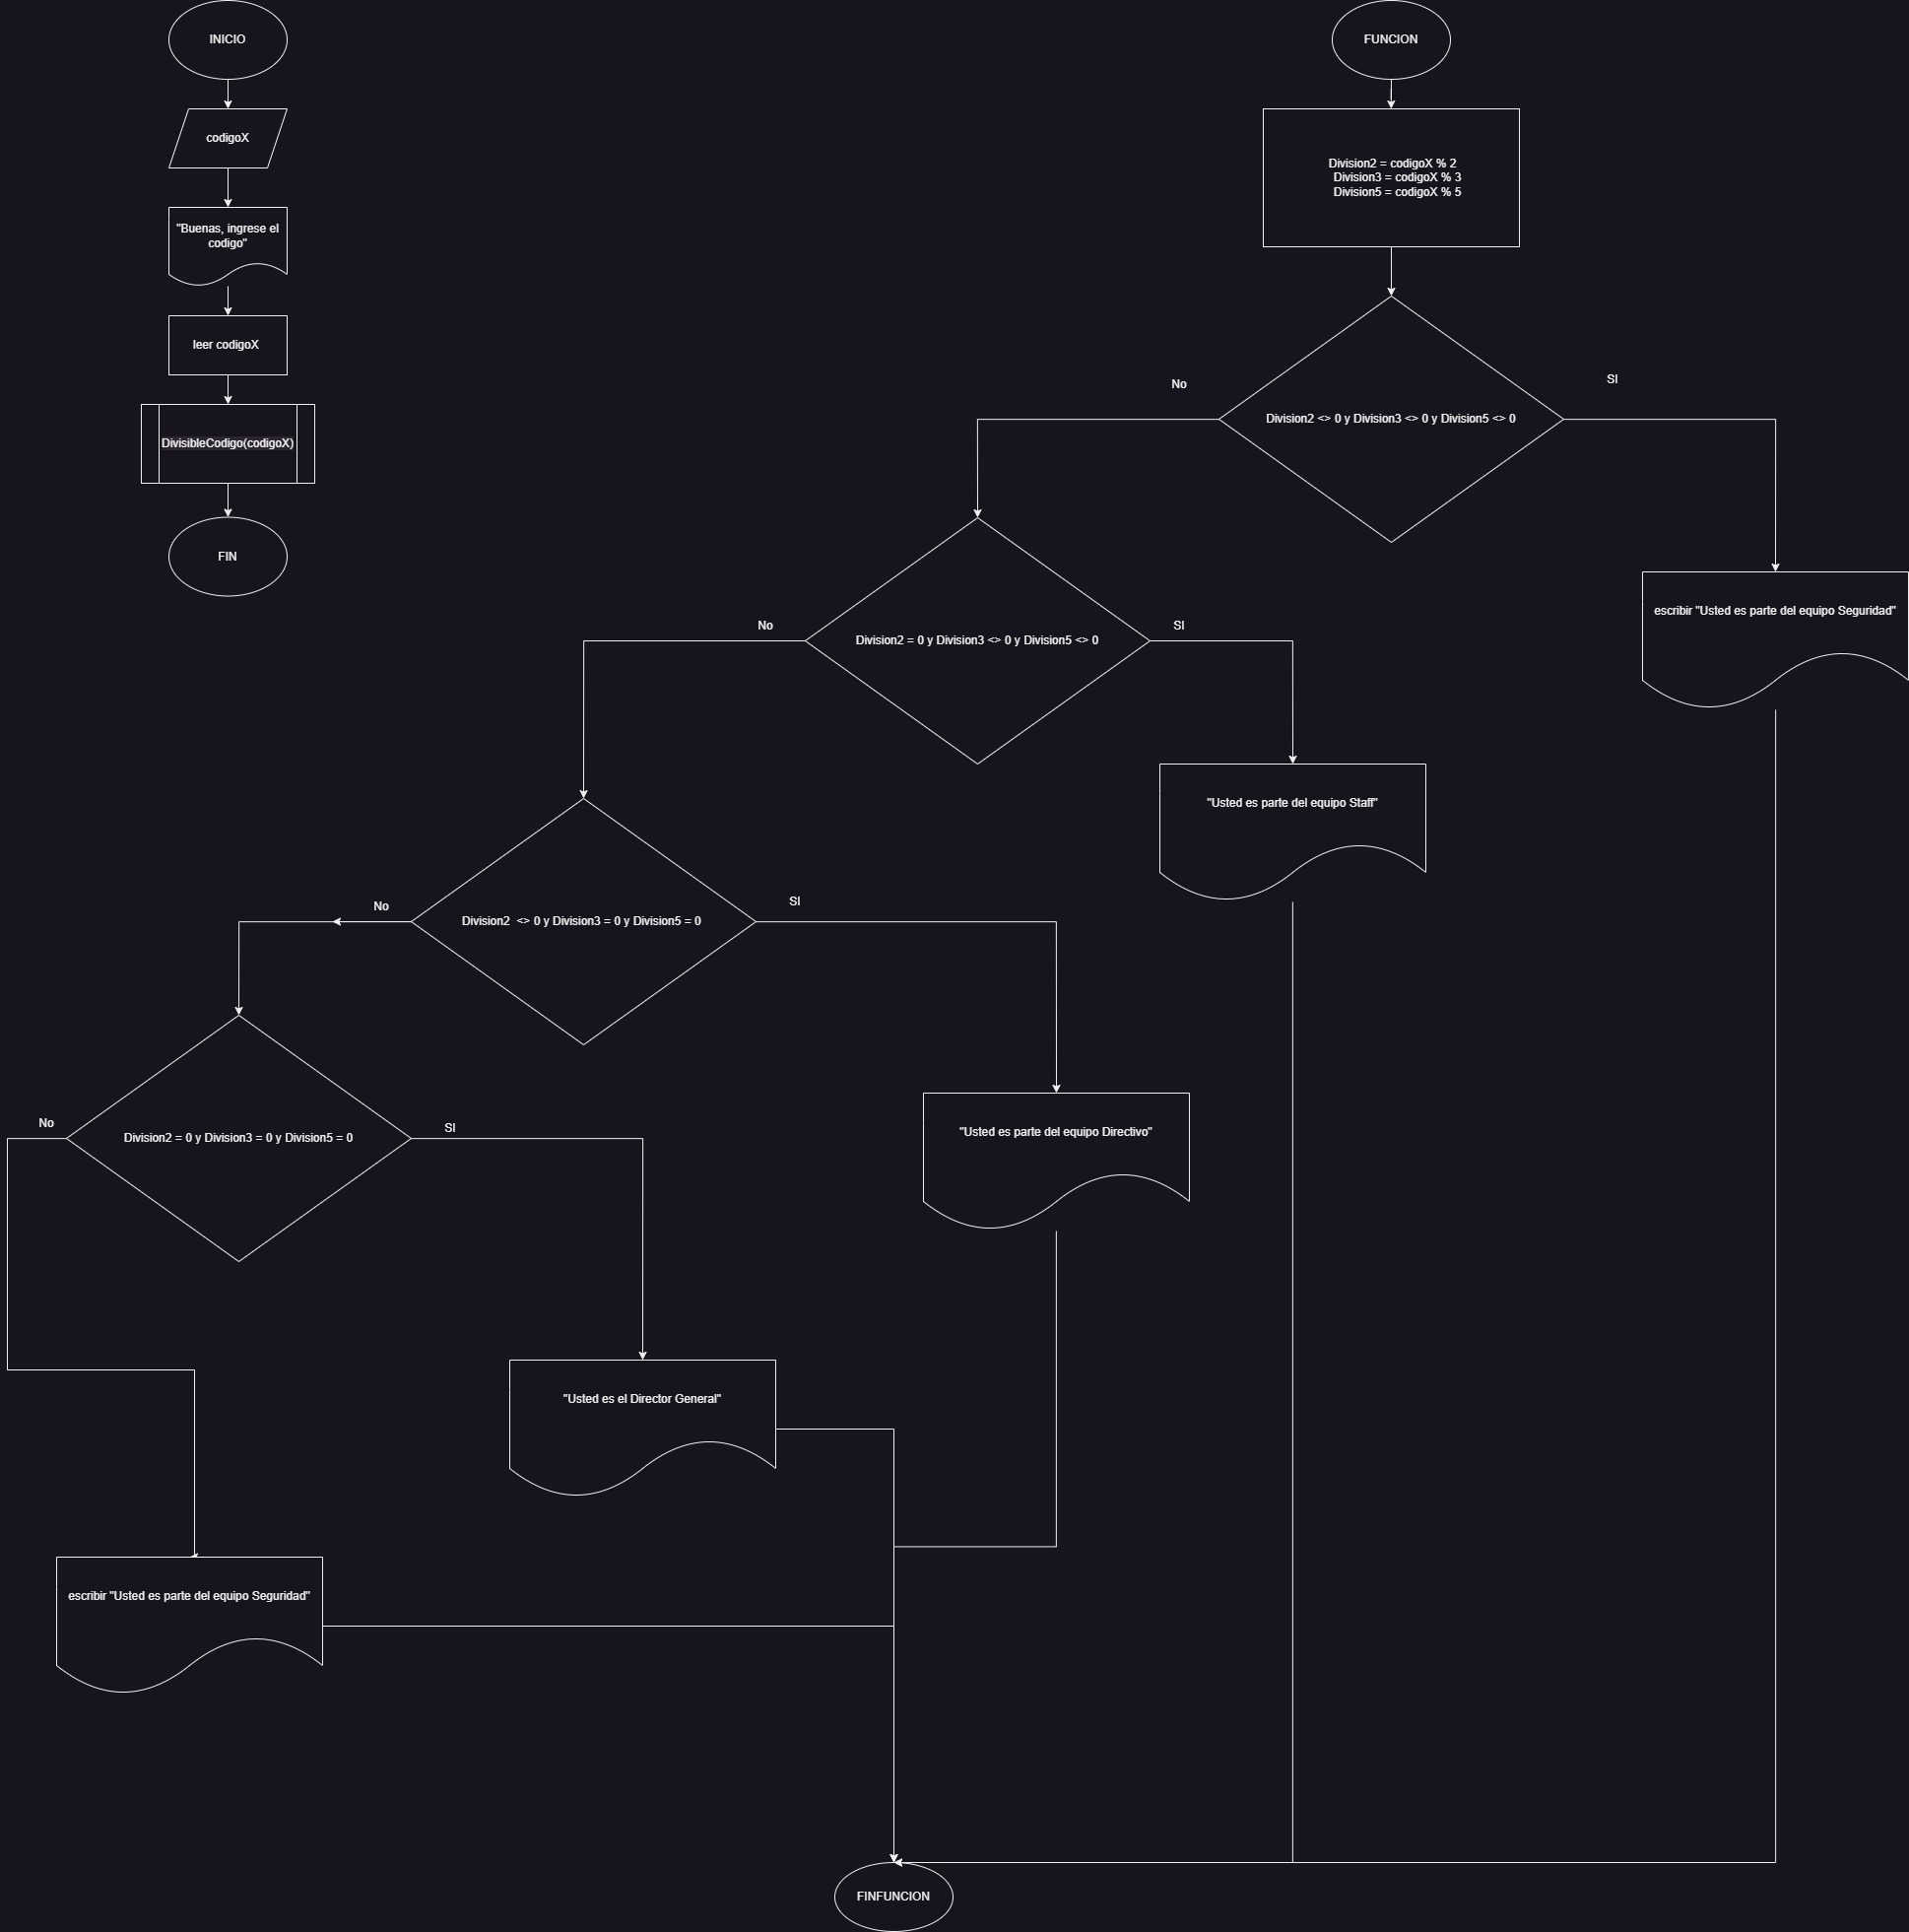 INICIO
codigoX
"Buenas, ingrese el
codigo"
leer codigoX
DivisibleCodigo(codigoX)
FIN
FUNCION
Division2 = codigoX % 2
Division3 = codigoX % 3
Division5 = codigoX % 5
No
SI
Division2 <> 0 y Division3 <> 0 y Division5 <> 0
escribir "Usted es parte del equipo Seguridad"
No
SI
Division2 = 0 y Division3 <> 0 y Division5 <> 0
"Usted es parte del equipo Staff"
No
SI
Division2  <> 0 y Division3 = 0 y Division5 = 0
"Usted es parte del equipo Directivo"
No
SI
Division2 = 0 y Division3 = 0 y Division5 = 0
"Usted es el Director General"
escribir "Usted es parte del equipo Seguridad"
FINFUNCION